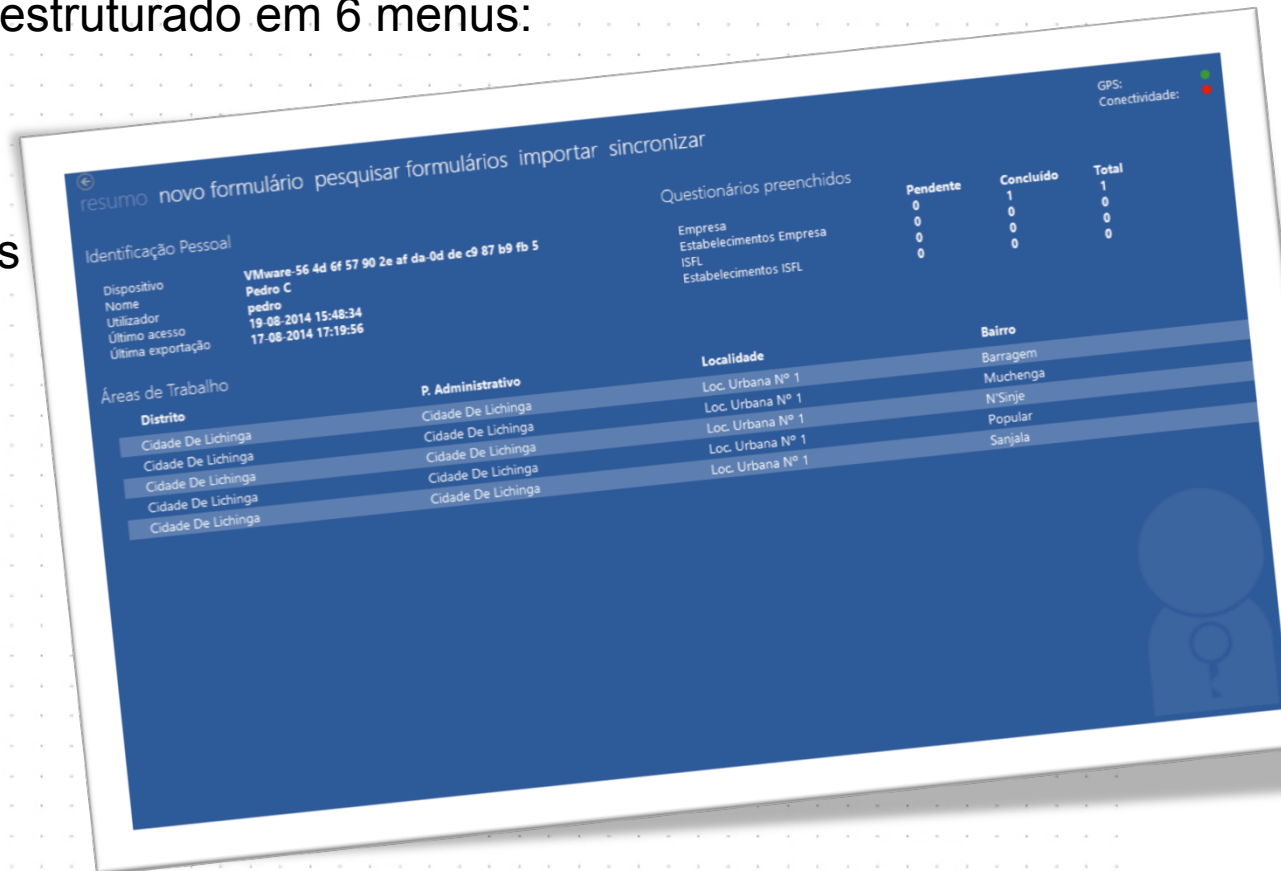 estruturado em 6 menus:
s
GPS:
Conectividade:
resumo novo formulário pesquisar formulários importar sincronizar
Identificação Pessoal
Dispositivo VMware-56 4d 6f 57 90 2e af da-0d de c9 87 b9 fb 5
Nome Pedro C
Utilizador pedro
Último acesso 19-08-2014 15:48:34
Última exportação 17-08-2014 17:19:56
Questionários preenchidos
Pendente Concluído Total
Empresa 0 1 1
Estabelecimentos Empresa 0 0 0
ISFL 0 0 0
Estabelecimentos ISFL 0 0 0
Áreas de Trabalho
Distrito P. Administrativo Localidade Bairro
Cidade De Lichinga Cidade De Lichinga Loc. Urbana Nº 1 Barragem
Cidade De Lichinga Cidade De Lichinga Loc. Urbana Nº 1 Muchenga
Cidade De Lichinga Cidade De Lichinga Loc. Urbana Nº 1 N'Sinje
Cidade De Lichinga Cidade De Lichinga Loc. Urbana Nº 1 Popular
Cidade De Lichinga Cidade De Lichinga Loc. Urbana Nº 1 Sanjala